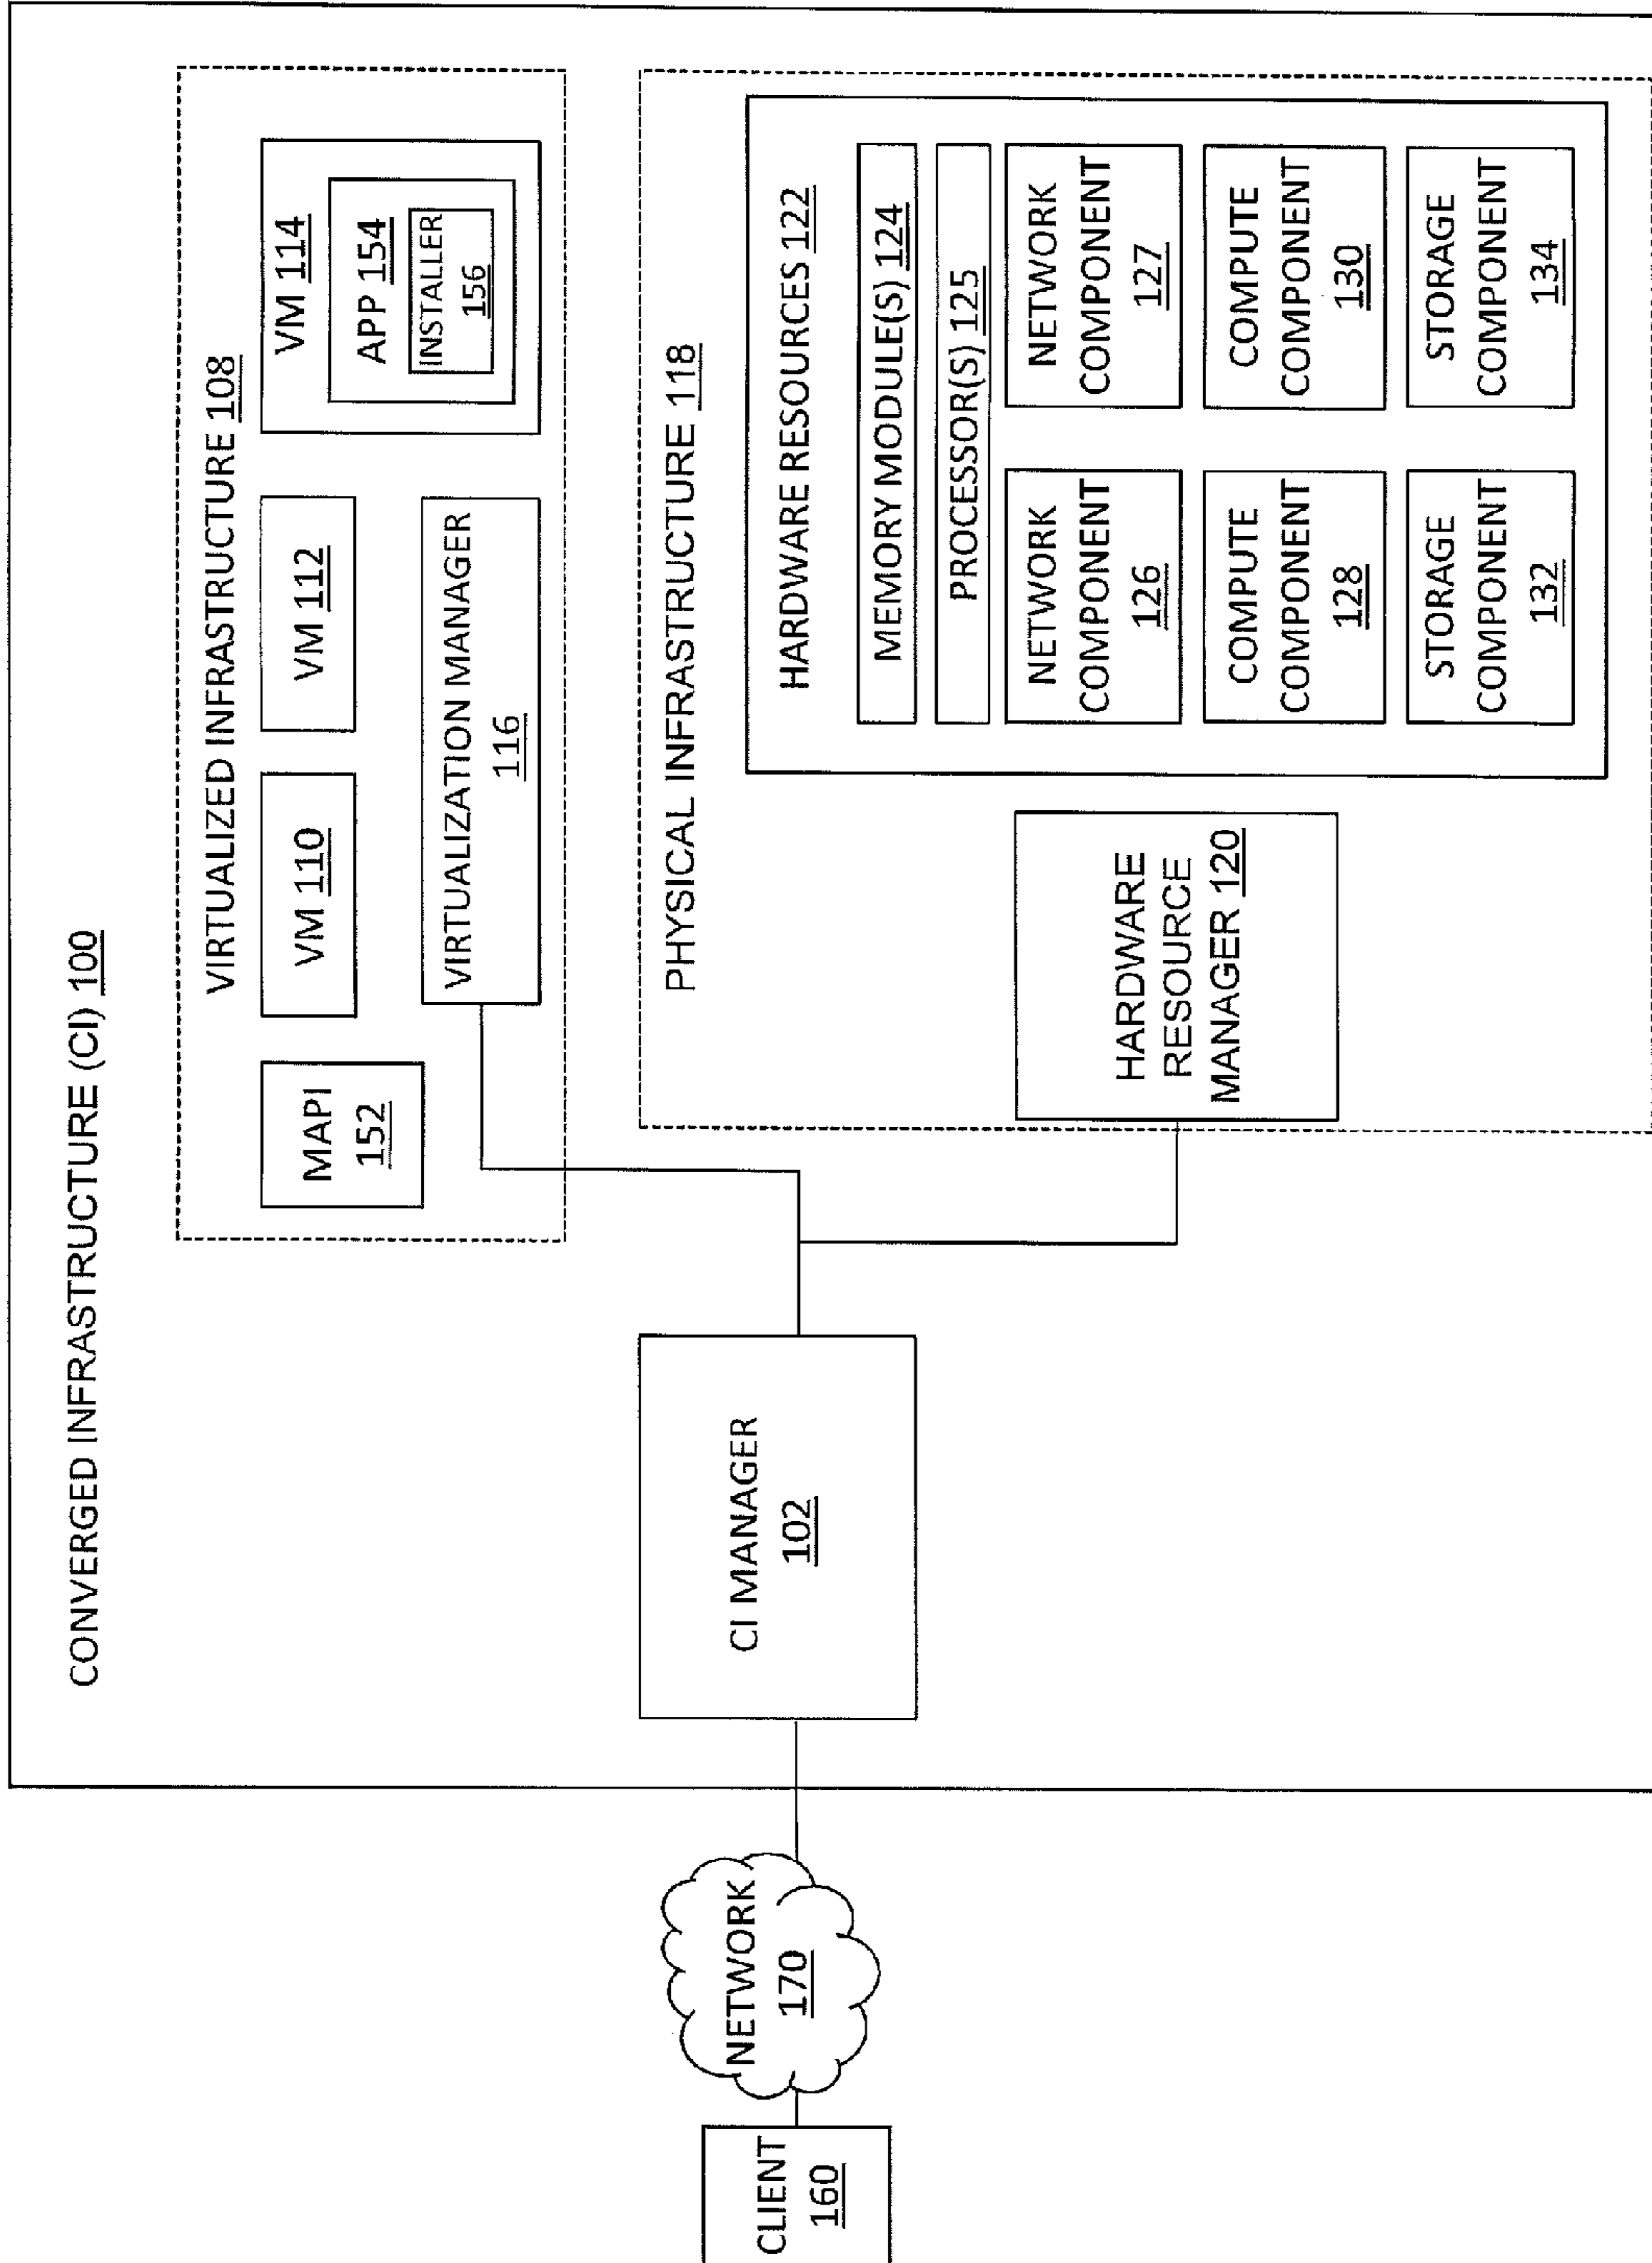 CONVERGED INFRASTRUCTURE (CI) 100
VIRTUALIZED INFRASTRUCTURE 108
MAPI
152
VM 110
VM 112
VM 114
APP 154
INSTALLER
156
VIRTUALIZATION MANAGER
116
CLIENT
160
NETWORK
170
CI MANAGER
102
PHYSICAL INFRASTRUCTURE 118
HARDWARE
RESOURCE
MANAGER 120
HARDWARE RESOURCES 122
MEMORY MODULE(S) 124
PROCESSOR(S) 125
NETWORK
COMPONENT
126
NETWORK
COMPONENT
127
COMPUTE
COMPONENT
128
COMPUTE
COMPONENT
130
STORAGE
COMPONENT
132
STORAGE
COMPONENT
134